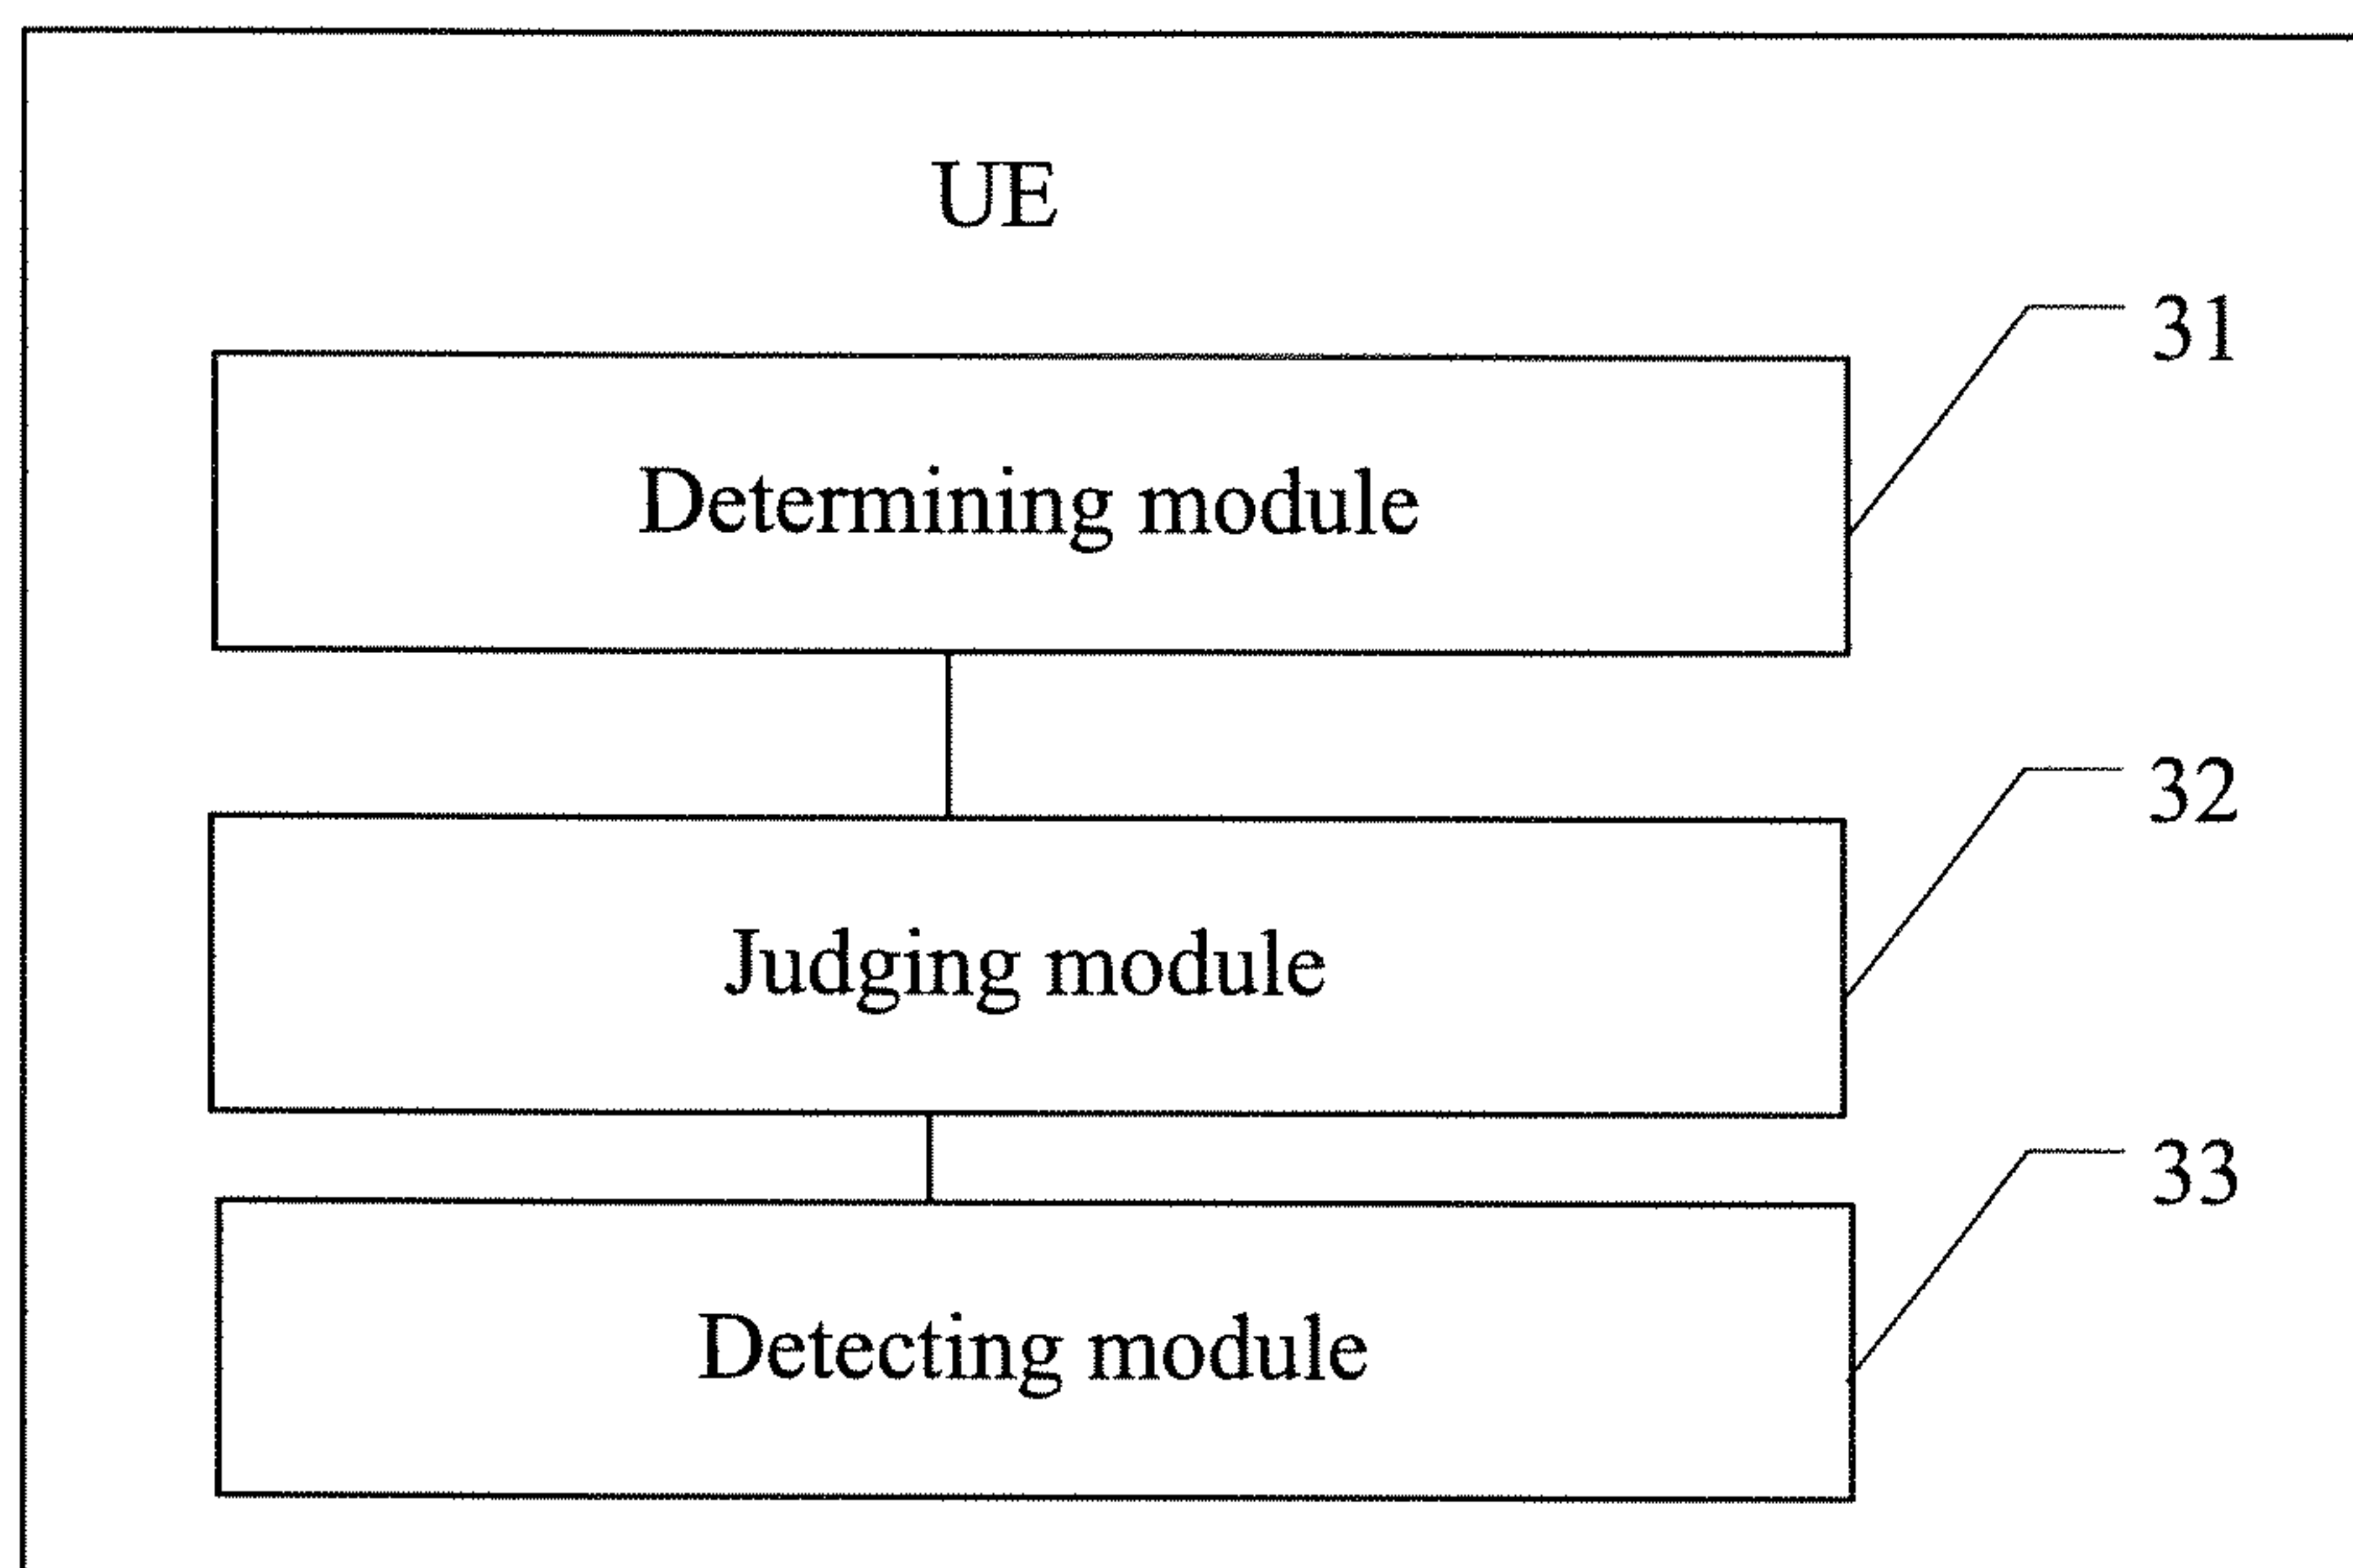 UE
31
Determining module
32
Judging module
33
Detecting module